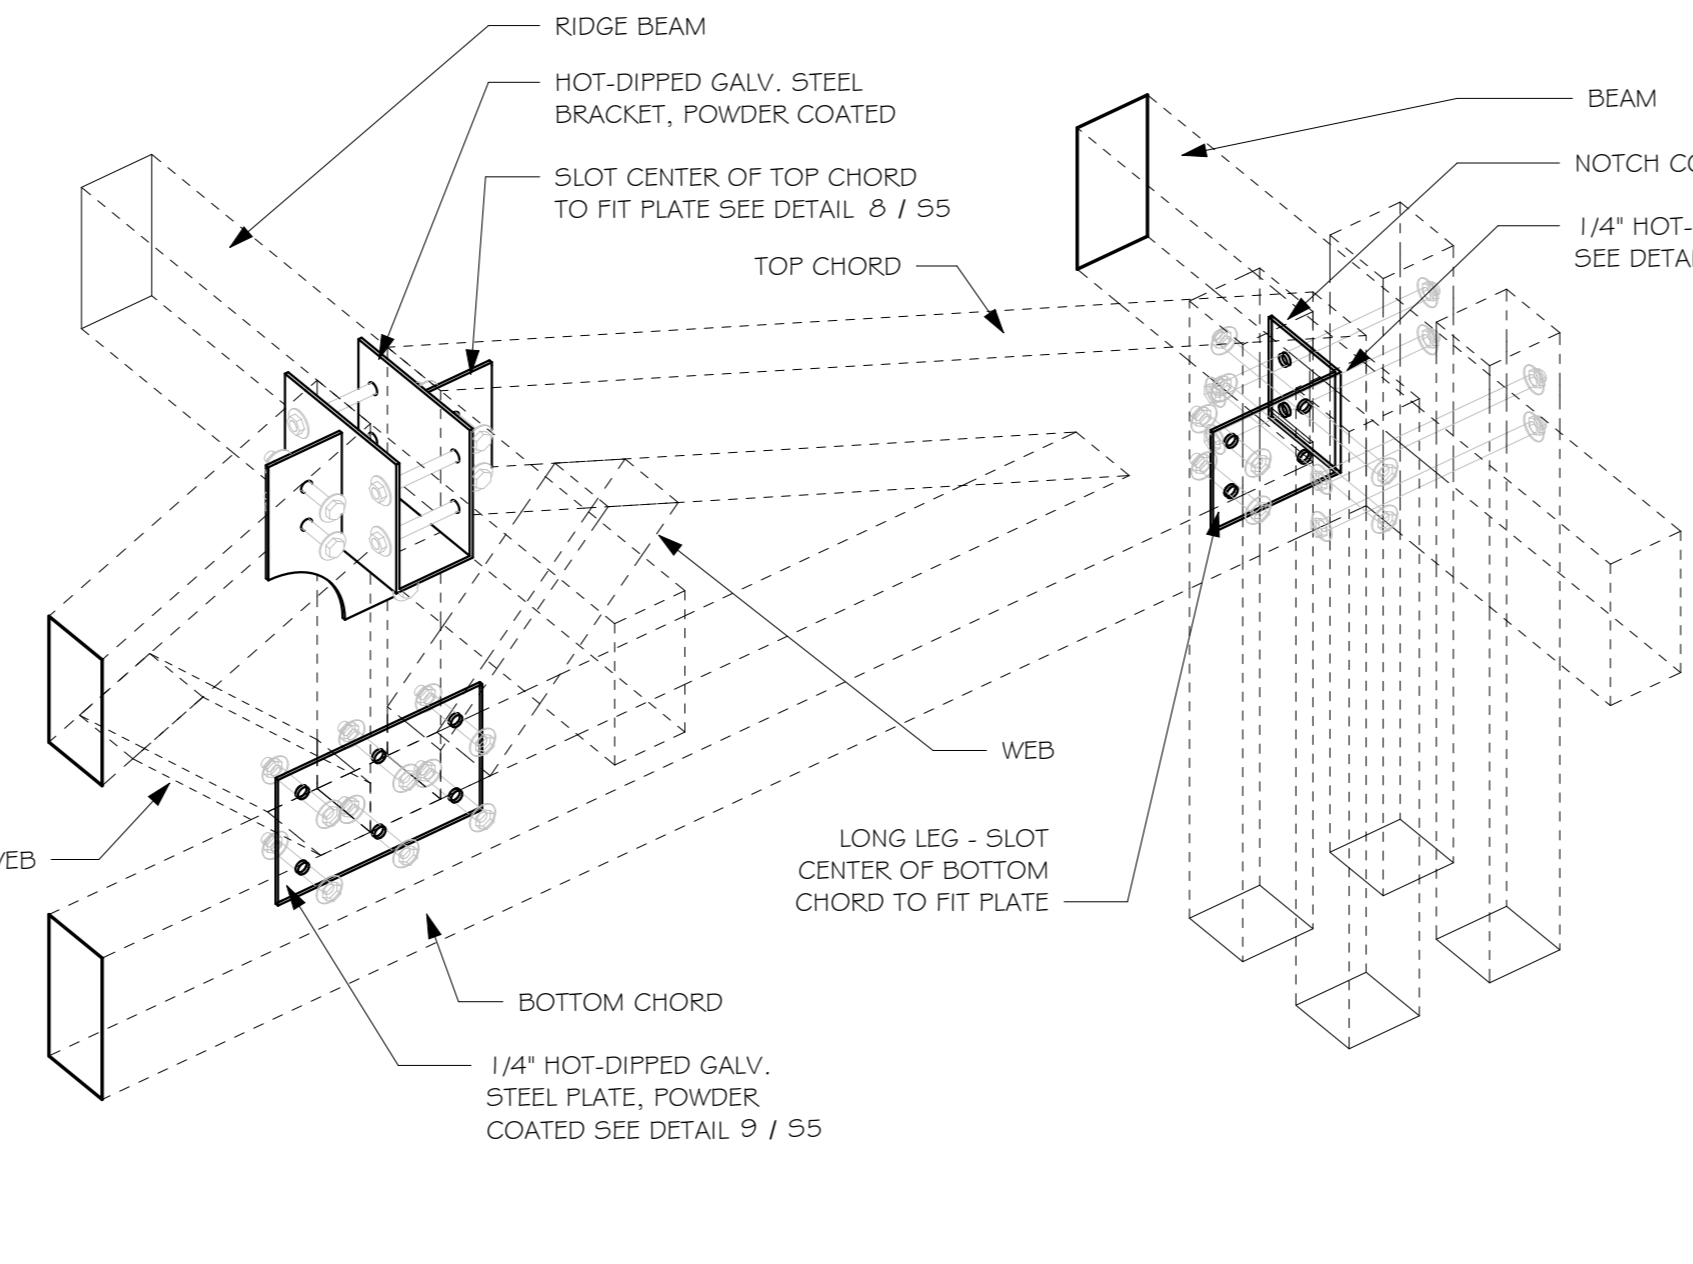 RIDGE BEAM
HOT-DIPPED GALV. STEEL
BRACKET, POWDER COATED
SLOT CENTER OF TOP CHORD
TO FIT PLATE SEE DETAIL 8 / S5
TOP CHORD
BEAM
NOTCH
1/4" HOT-
SEE
WEB
LONG LEG - SLOT
CENTER OF BOTTOM
CHORD TO FIT PLATE
BOTTOM CHORD
1/4" HOT-DIPPED GALV.
STEEL PLATE, POWDER
COATED SEE DETAIL 9 / S5